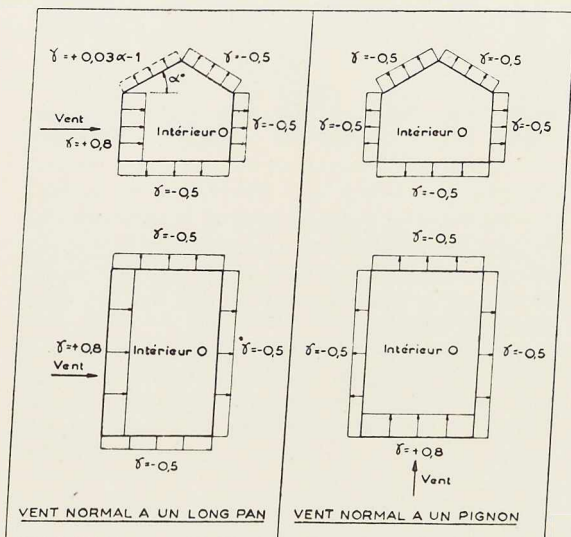 γ=+0,03α-1
γ=-0,5
α°
Vent
γ=+0,8
Intérieur O
γ=-0,5
γ=-0,5
γ=-0,5
γ=+0,8
Vent
Intérieur O
γ=-0,5
γ=-0,5
VENT NORMAL A UN LONG PAN
γ=-0,5
γ=-0,5
γ=-0,5
Intérieur O
γ=-0,5
γ=-0,5
γ=-0,5
γ=-0,5
Intérieur O
γ=-0,5
γ=+0,8
Vent
VENT NORMAL A UN PIGNON